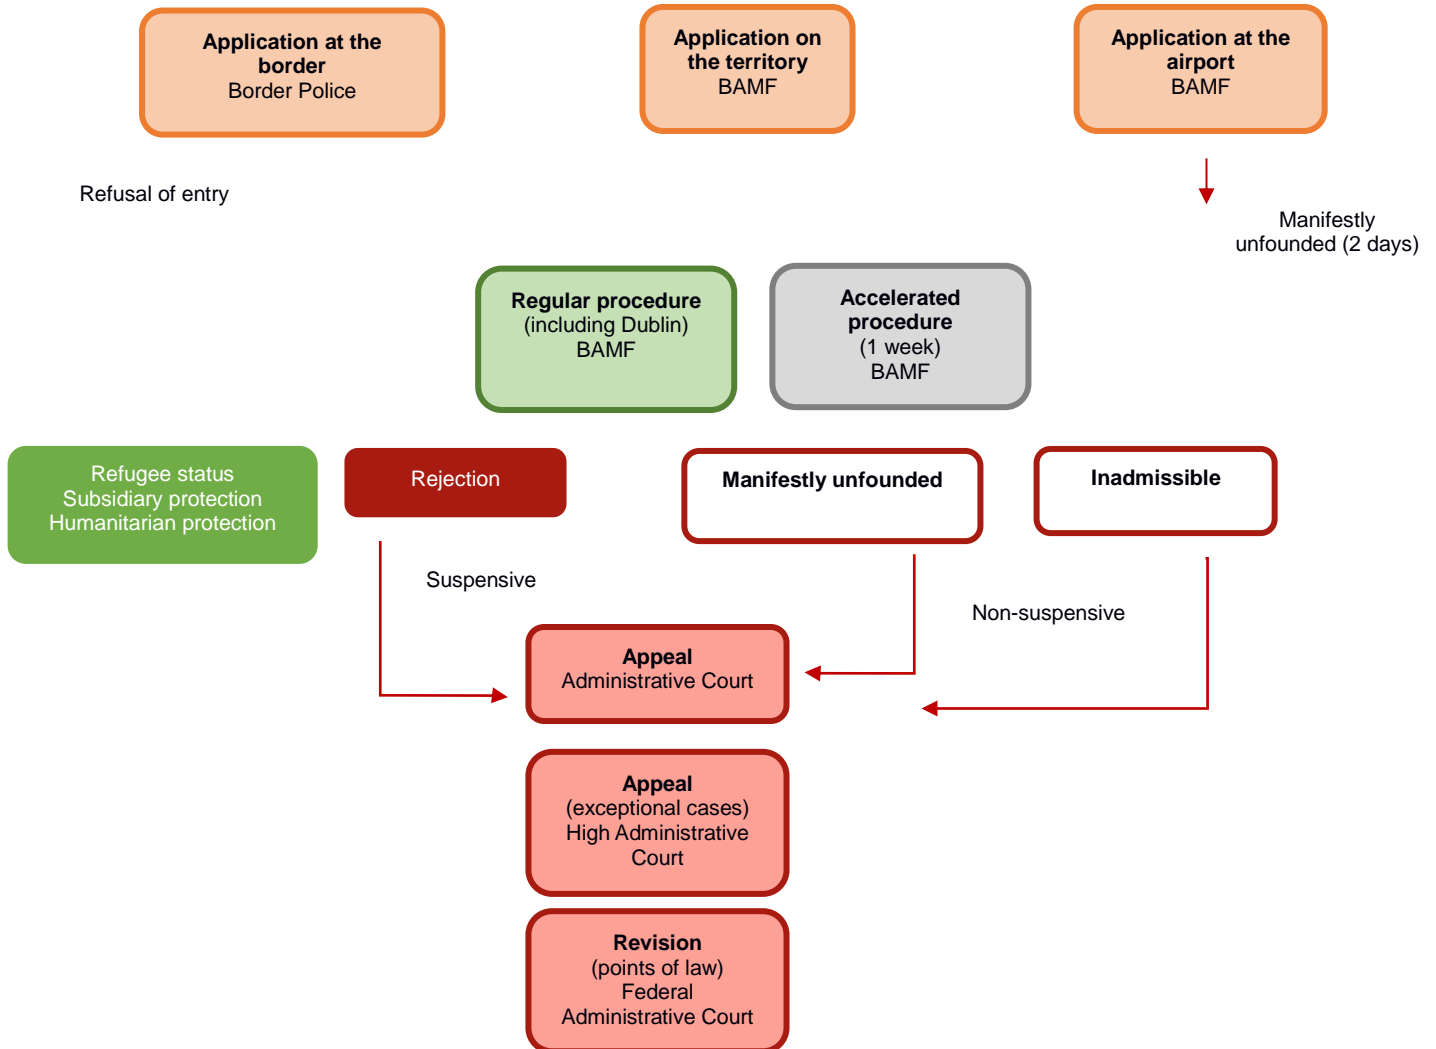 Application at the
border
Border Police
Application on
the territory
BAMF
Application at the
airport
BAMF
Refusal of entry
Manifestly
unfounded (2 days)
Regular procedure
(including Dublin)
BAMF
Accelerated
procedure
(1 week)
BAMF
Refugee status
Subsidiary protection
Humanitarian protection
Rejection
Manifestly unfounded
Inadmissible
Suspensive
Non-suspensive
Appeal
Administrative Court
Appeal
(exceptional cases)
High Administrative
Court
Revision
(points of law)
Federal
Administrative Court